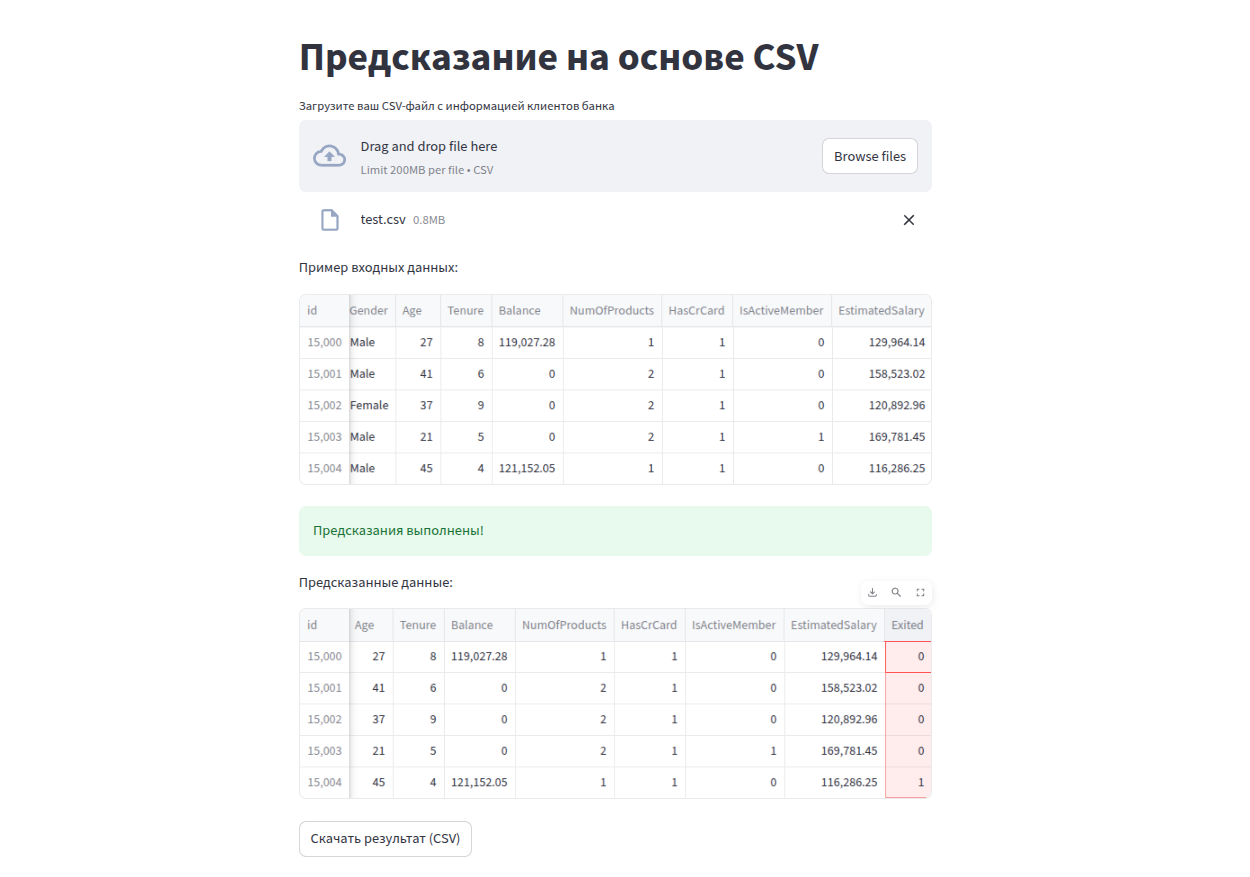 Предсказание на основе CSV
Загрузите ваш CSV-файл с информацией клиентов банка
Drag and drop file here
Limit 200MB per file • CSV
Browse files
test.csv 0.8MB
Пример входных данных:
id Gender Age Tenure Balance NumOfProducts HasCrCard IsActiveMember EstimatedSalary
15,000 Male 27 8 119,027.28 1 1 0 129,964.14
15,001 Male 41 6 0 2 1 0 158,523.02
15,002 Female 37 9 0 2 1 0 120,892.96
15,003 Male 21 5 0 2 1 1 169,781.45
15,004 Male 45 4 121,152.05 1 1 0 116,286.25
Предсказания выполнены!
Предсказанные данные:
id Age Tenure Balance NumOfProducts HasCrCard IsActiveMember EstimatedSalary Exited
15,000 27 8 119,027.28 1 1 0 129,964.14 0
15,001 41 6 0 2 1 0 158,523.02 0
15,002 37 9 0 2 1 0 120,892.96 0
15,003 21 5 0 2 1 1 169,781.45 0
15,004 45 4 121,152.05 1 1 0 116,286.25 1
Скачать результат (CSV)